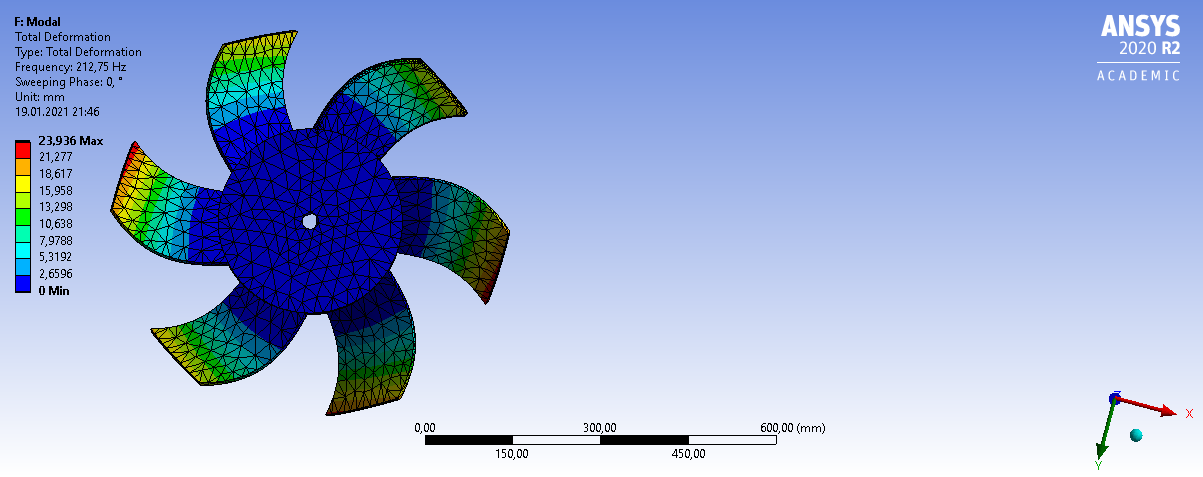 F: Modal
Total Deformation
Type: Total Deformation
Frequency: 212,75 Hz
Sweeping Phase: 0, °
Unit: mm
19.01.2021 21:46
23,936 Max
21,277
18,617
15,958
13,298
10,638
7,9788
5,3192
2,6596
0 Min
ANSYS
2020 R2
ACADEMIC
0,00
300,00
600,00 (mm)
150,00
450,00
Z
X
Y